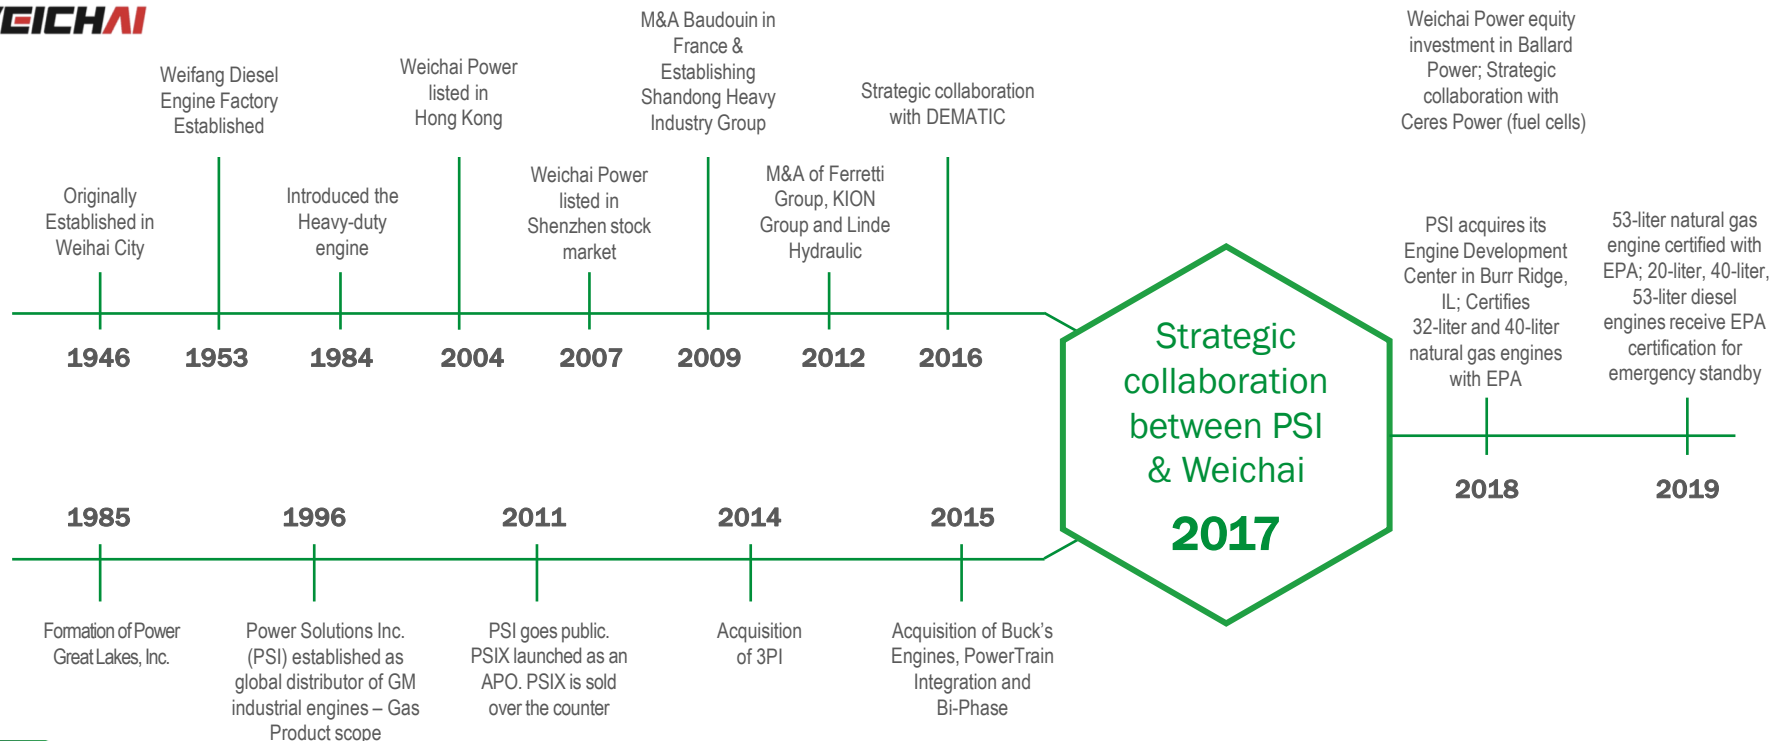 WEICHAI
Originally
Established in
Weihai City
1946
Weifang Diesel
Engine Factory
Established
1953
Introduced the
Heavy-duty
engine
1984
Weichai Power
listed in
Hong Kong
2004
Weichai Power
listed in
Shenzhen stock
market
2007
M&A Baudouin in
France &
Establishing
Shandong Heavy
Industry Group
2009
M&A of Ferretti
Group, KION
Group and Linde
Hydraulic
2012
Strategic collaboration
with DEMATIC
2016
1985
Formation of Power
Great Lakes, Inc.
1996
Power Solutions Inc.
(PSI) established as
global distributor of GM
industrial engines – Gas
Product scope
2011
PSI goes public.
PSIX launched as an
APO. PSIX is sold
over the counter
2014
Acquisition
of 3PI
2015
Acquisition of Buck’s
Engines, PowerTrain
Integration and
Bi-Phase
Strategic
collaboration
between PSI
& Weichai
2017
Weichai Power equity
investment in Ballard
Power; Strategic
collaboration with
Ceres Power (fuel cells)
PSI acquires its
Engine Development
Center in Burr Ridge,
IL; Certifies
32-liter and 40-liter
natural gas engines
with EPA
2018
53-liter natural gas
engine certified with
EPA; 20-liter, 40-liter,
53-liter diesel
engines receive EPA
certification for
emergency standby
2019